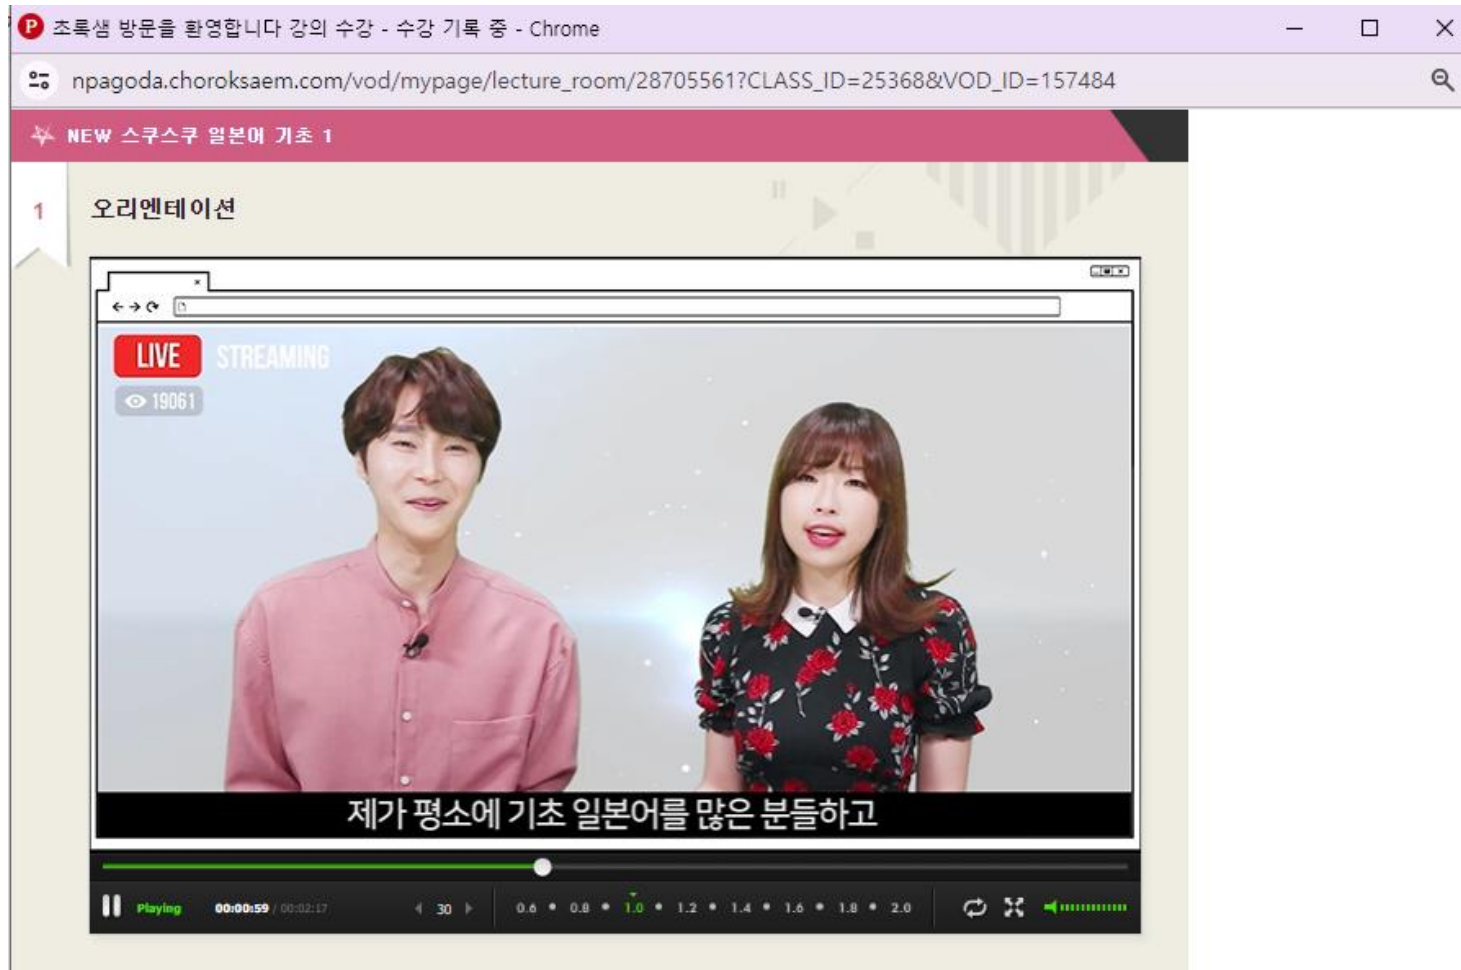 초록샘 방문을 환영합니다 강의 수강 - 수강 기록 중 - Chrome
npagoda.choroksaem.com/vod/mypage/lecture_room/28705561?CLASS_ID=25368&VOD_ID=157484
NEW 스쿠스쿠 일본어 기초 1
1
오리엔테이션
LIVE STREAMING
19061
제가 평소에 기초 일본어를 많은 분들하고
Playing 00:00:59 / 00:02:17 30 0.6 0.8 1.0 1.2 1.4 1.6 1.8 2.0